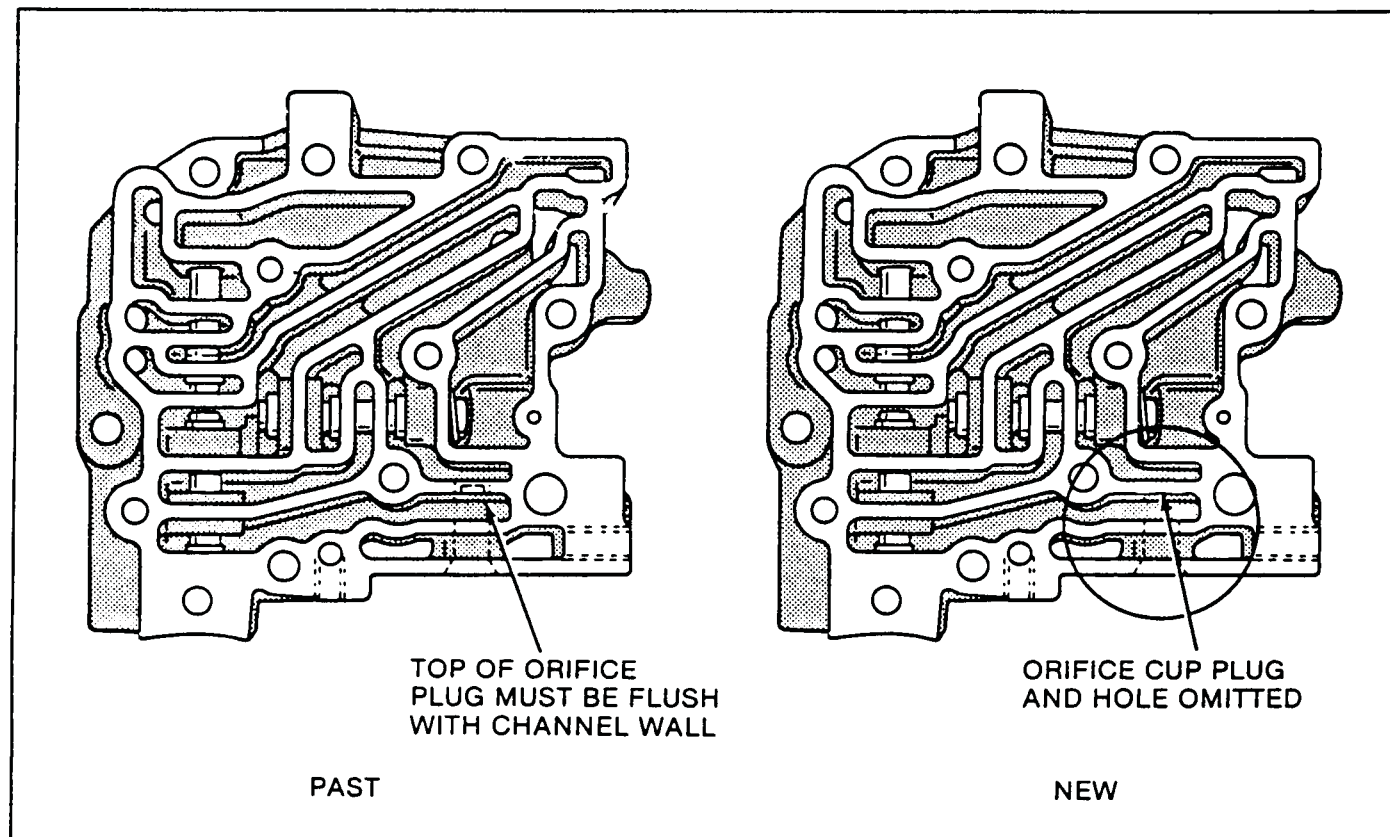 TOP OF ORIFICE
PLUG MUST BE FLUSH
WITH CHANNEL WALL
PAST
ORIFICE CUP PLUG
AND HOLE OMITTED
NEW